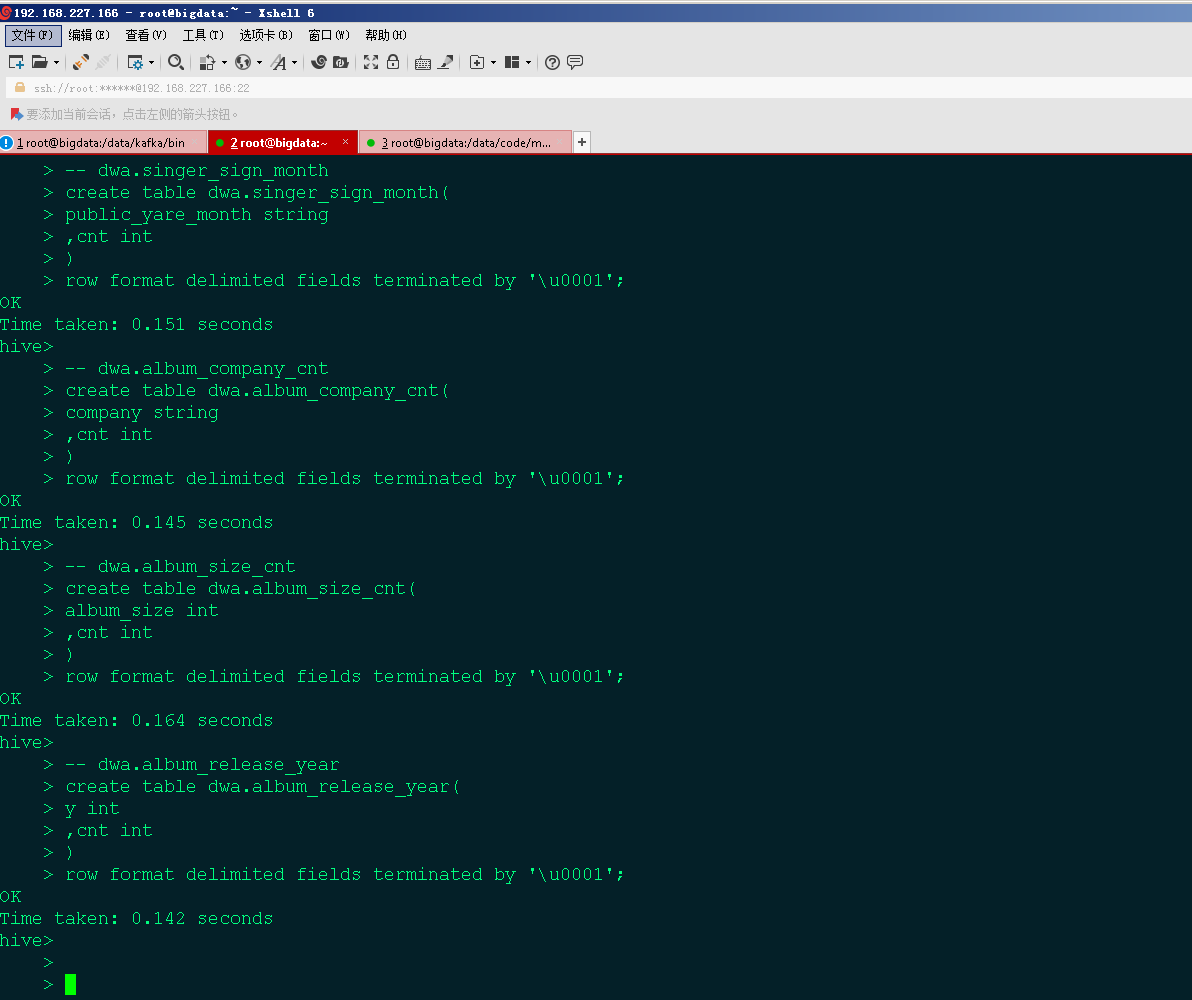 192.168.227.166 - root@bigdata:~ - Xshell 6
文件(F) 编辑(E) 查看(V) 工具(T) 选项卡(B) 窗口(W) 帮助(H)
ssh://root:******@192.168.227.166:22
要添加当前会话，点击左侧的箭头按钮。
1 root@bigdata:/data/kafka/bin 2 root@bigdata:~ × 3 root@bigdata:/data/code/m... +
> -- dwa.singer_sign_month
> create table dwa.singer_sign_month(
> public_yare_month string
> ,cnt int
> )
> row format delimited fields terminated by '\u0001';
OK
Time taken: 0.151 seconds
hive>
> -- dwa.album_company_cnt
> create table dwa.album_company_cnt(
> company string
> ,cnt int
> )
> row format delimited fields terminated by '\u0001';
OK
Time taken: 0.145 seconds
hive>
> -- dwa.album_size_cnt
> create table dwa.album_size_cnt(
> album_size int
> ,cnt int
> )
> row format delimited fields terminated by '\u0001';
OK
Time taken: 0.164 seconds
hive>
> -- dwa.album_release_year
> create table dwa.album_release_year(
> y int
> ,cnt int
> )
> row format delimited fields terminated by '\u0001';
OK
Time taken: 0.142 seconds
hive>
>
>